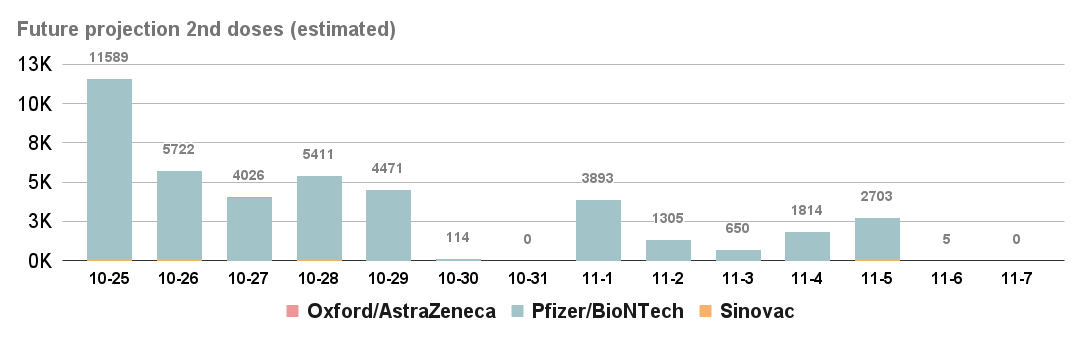 Future projection 2nd doses (estimated)
13K
10K
8K
5K
3K
0K
11589
5722
4026
5411
4471
114
0
3893
1305
650
1814
2703
5
0
10-25 10-26 10-27 10-28 10-29 10-30 10-31 11-1 11-2 11-3 11-4 11-5 11-6 11-7
Oxford/AstraZeneca Pfizer/BioNTech Sinovac